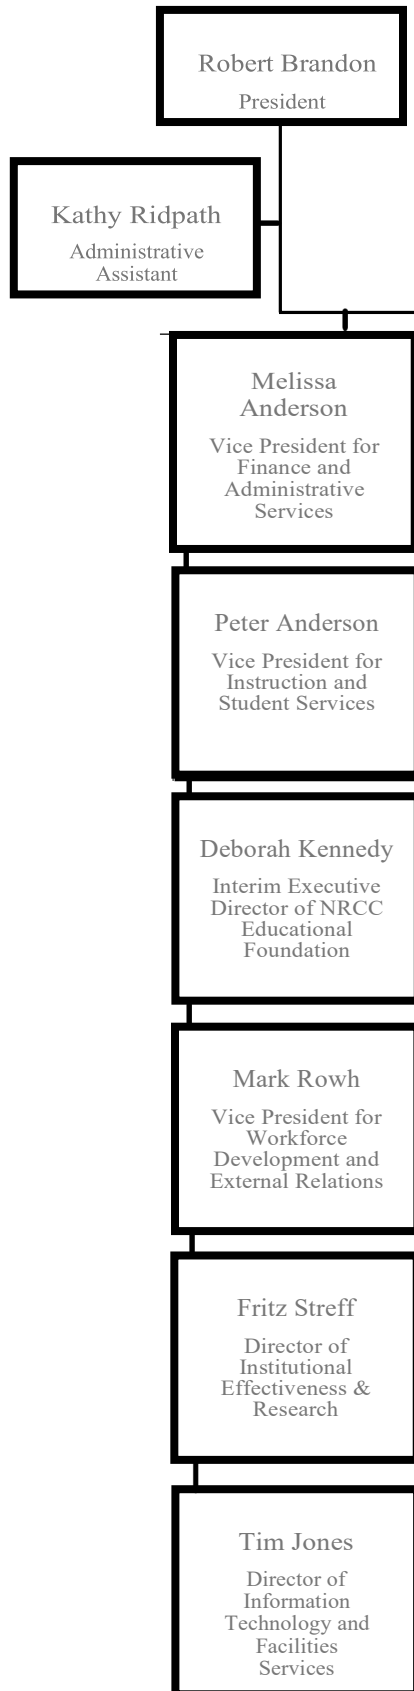 Robert Brandon
President
Kathy Ridpath
Administrative
Assistant
Melissa
Anderson
Vice President for
Finance and
Administrative
Services
Peter Anderson
Vice President for
Instruction and
Student Services
Deborah Kennedy
Interim Executive
Director of NRCC
Educational
Foundation
Mark Rowh
Vice President for
Workforce
Development and
External Relations
Fritz Streff
Director of
Institutional
Effectiveness &
Research
Tim Jones
Director of
Information
Technology and
Facilities
Services